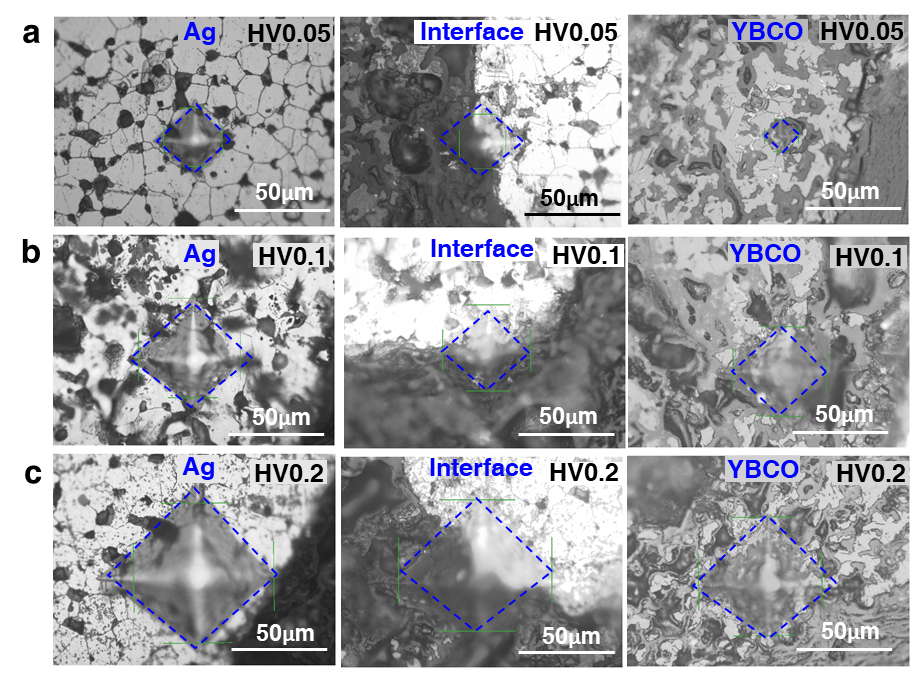 a
Ag HV0.05
50μm
Interface HV0.05
50μm
YBCO HV0.05
50μm
b
Ag HV0.1
50μm
Interface HV0.1
50μm
YBCO HV0.1
50μm
c
Ag HV0.2
50μm
Interface HV0.2
50μm
YBCO HV0.2
50μm